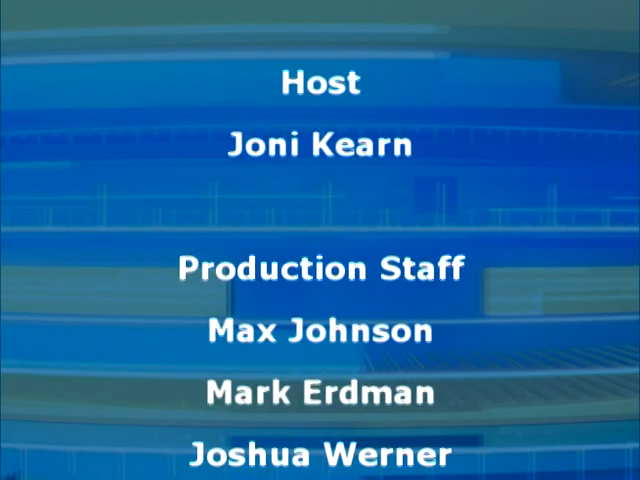 Host
Joni Kearn
Production Staff
Max Johnson
Mark Erdman
Joshua Werner